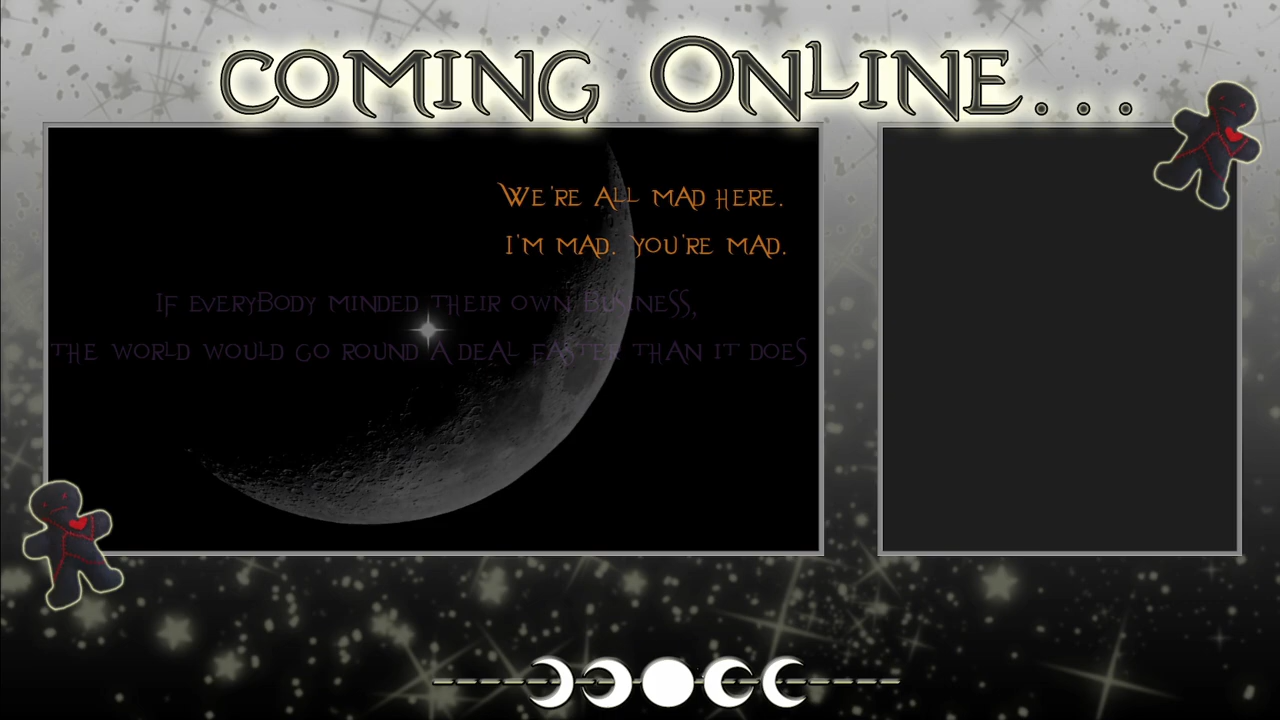 COMING ONLINE...
WE'RE ALL MAD HERE.
I'M MAD. YOU'RE MAD.
IF EVERYBODY MINDED THEIR OWN BUSINESS,
THE WORLD WOULD GO ROUND A DEAL FASTER THAN IT DOES